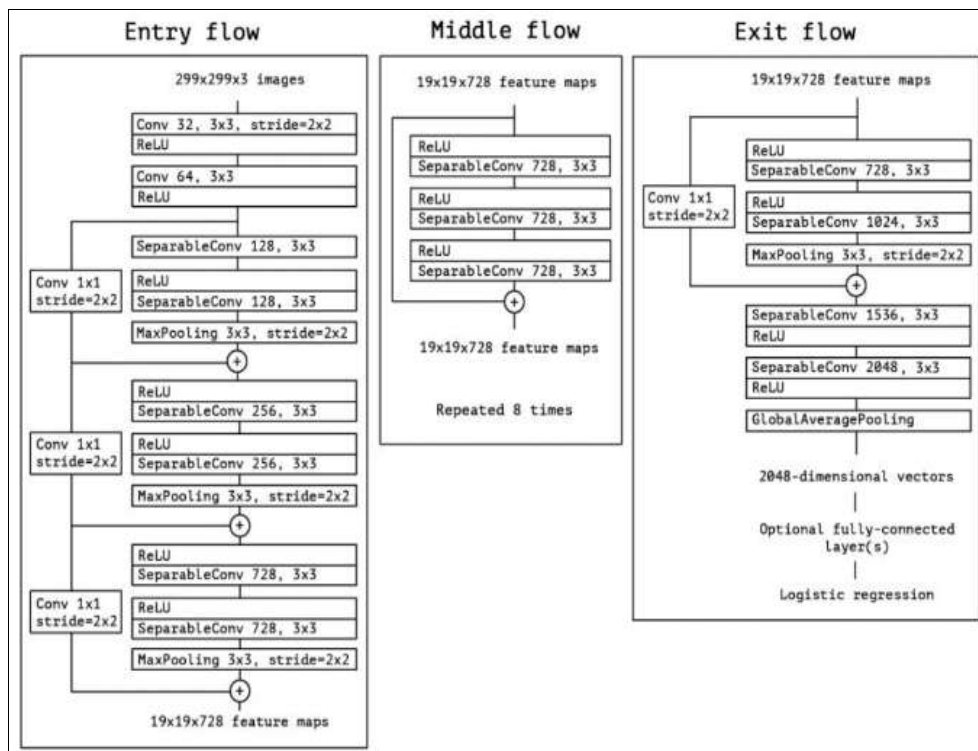 Entry flow
299x299x3 images
Conv 32, 3x3, stride=2x2
ReLU
Conv 64, 3x3
ReLU
SeparableConv 128, 3x3
Conv 1x1
stride=2x2
ReLU
SeparableConv 128, 3x3
MaxPooling 3x3, stride=2x2
+
ReLU
SeparableConv 256, 3x3
Conv 1x1
stride=2x2
ReLU
SeparableConv 256, 3x3
MaxPooling 3x3, stride=2x2
+
ReLU
SeparableConv 728, 3x3
Conv 1x1
stride=2x2
ReLU
SeparableConv 728, 3x3
MaxPooling 3x3, stride=2x2
+
19x19x728 feature maps
Middle flow
19x19x728 feature maps
ReLU
SeparableConv 728, 3x3
ReLU
SeparableConv 728, 3x3
ReLU
SeparableConv 728, 3x3
+
19x19x728 feature maps
Repeated 8 times
Exit flow
19x19x728 feature maps
ReLU
SeparableConv 728, 3x3
Conv 1x1
stride=2x2
ReLU
SeparableConv 1024, 3x3
MaxPooling 3x3, stride=2x2
+
SeparableConv 1536, 3x3
ReLU
SeparableConv 2048, 3x3
ReLU
GlobalAveragePooling
2048-dimensional vectors
Optional fully-connected
layer(s)
Logistic regression